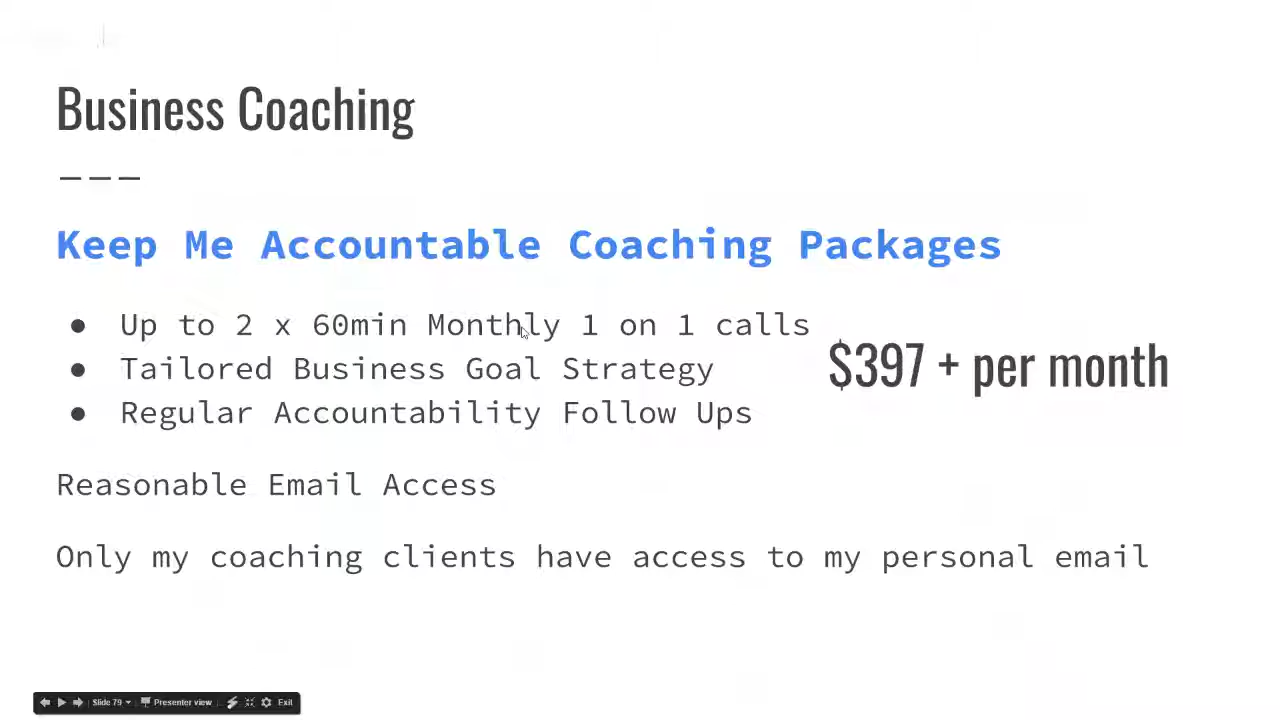 Business Coaching
Keep Me Accountable Coaching Packages
● Up to 2 x 60min Monthly 1 on 1 calls
● Tailored Business Goal Strategy
● Regular Accountability Follow Ups
$397 + per month
Reasonable Email Access
Only my coaching clients have access to my personal email
Slide 79 Presenter view Exit